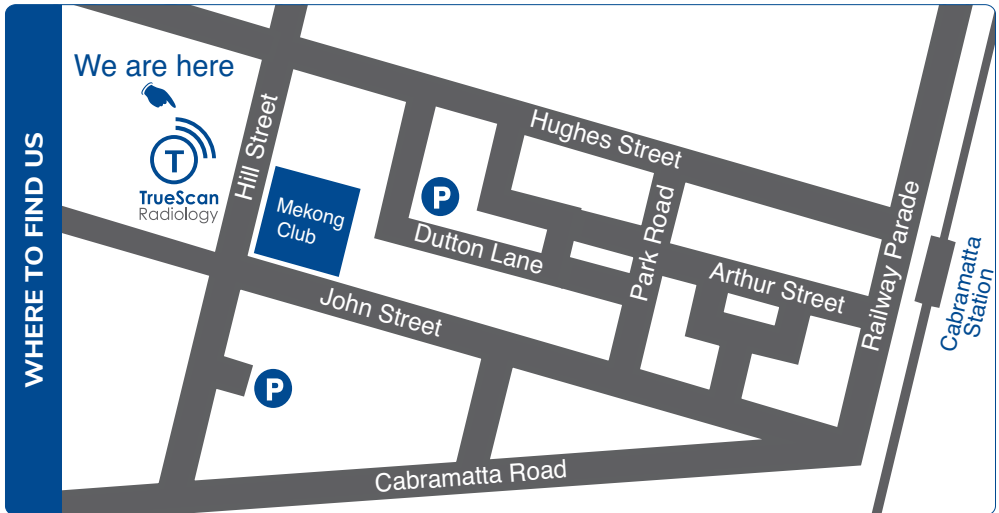 WHERE TO FIND US
We are here
T
TrueScan
Radiology
Hill Street
Mekong
Club
P
Hughes Street
Dutton Lane
Park Road
Arthur Street
Railway Parade
Cabramatta
Station
John Street
P
Cabramatta Road